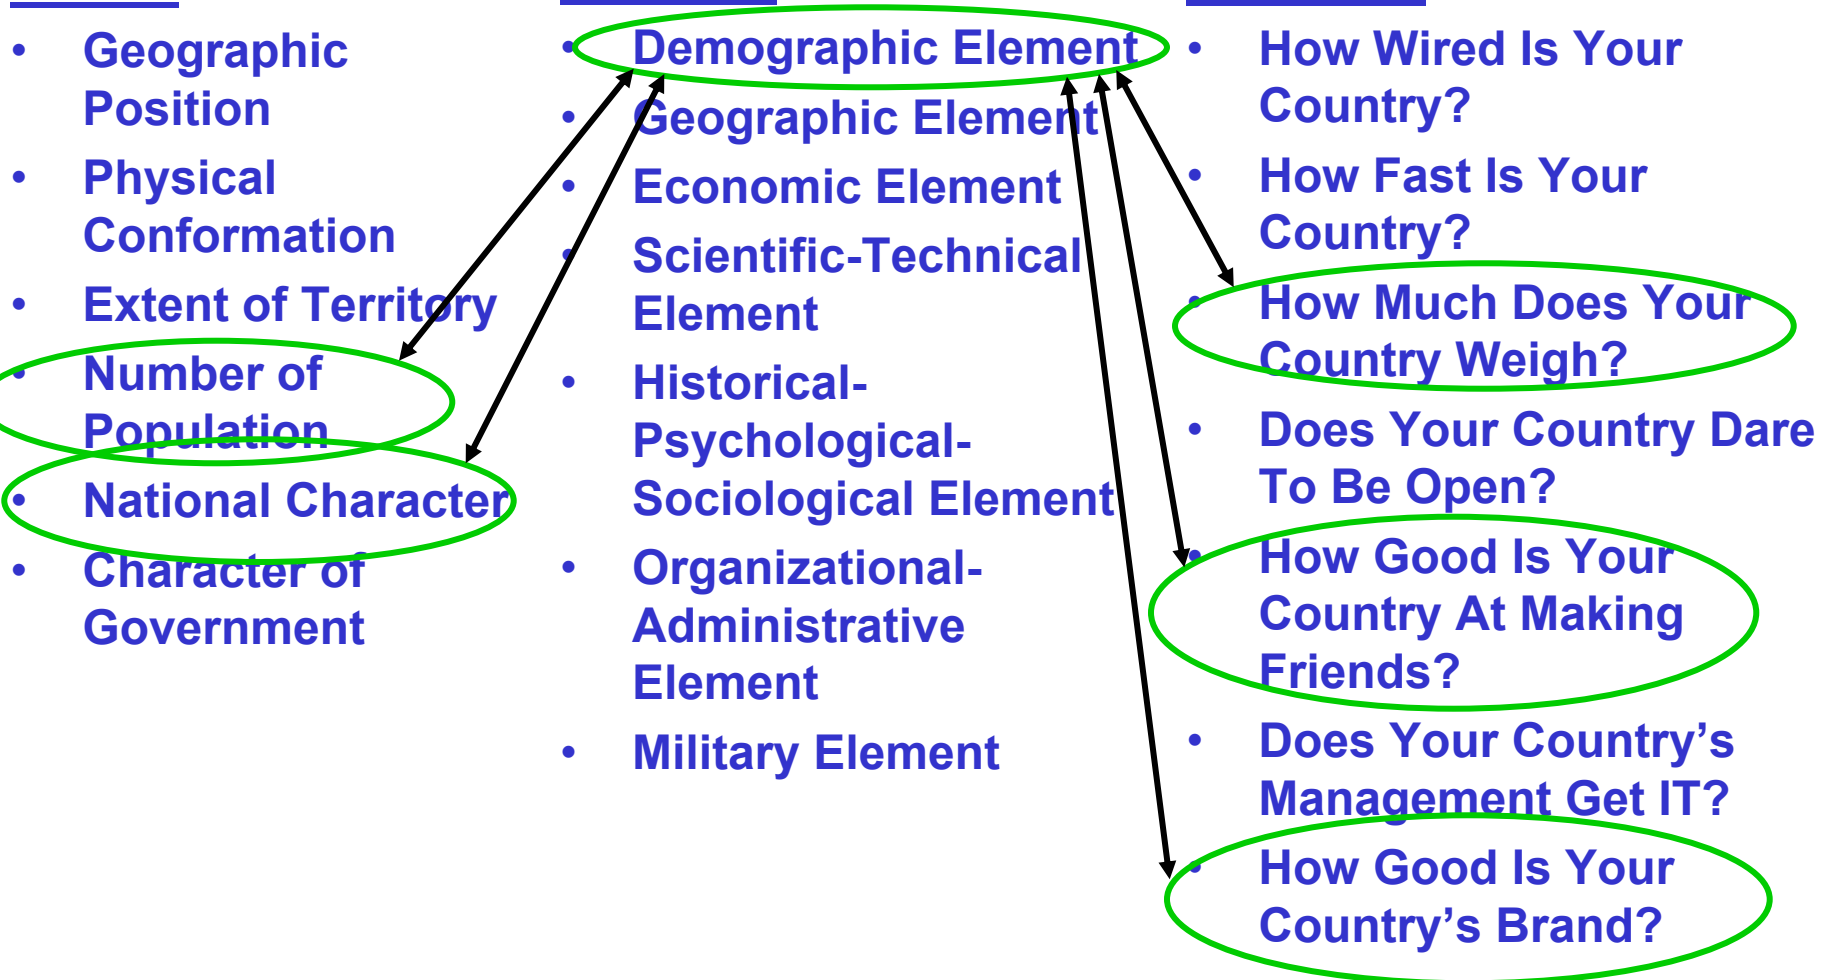 • Geographic
Position
• Physical
Conformation
• Extent of Territory
• Number of
Population
• National Character
• Character of
Government
• Demographic Element
• Geographic Element
• Economic Element
• Scientific-Technical
Element
• Historical-
Psychological-
Sociological Element
• Organizational-
Administrative
Element
• Military Element
• How Wired Is Your
Country?
• How Fast Is Your
Country?
• How Much Does Your
Country Weigh?
• Does Your Country Dare
To Be Open?
• How Good Is Your
Country At Making
Friends?
• Does Your Country’s
Management Get IT?
• How Good Is Your
Country’s Brand?